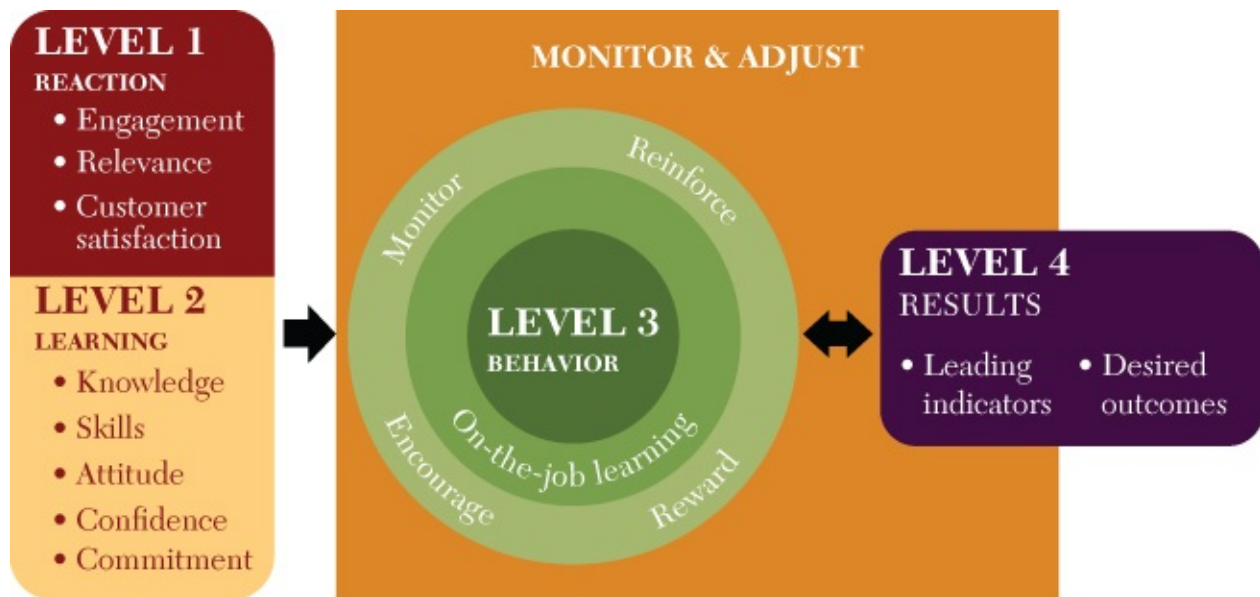 LEVEL 1
REACTION
• Engagement
• Relevance
• Customer
satisfaction
LEVEL 2
LEARNING
• Knowledge
• Skills
• Attitude
• Confidence
• Commitment
MONITOR & ADJUST
Monitor
Reinforce
Encourage
Reward
On-the-job learning
LEVEL 3
BEHAVIOR
LEVEL 4
RESULTS
• Leading
indicators
• Desired
outcomes